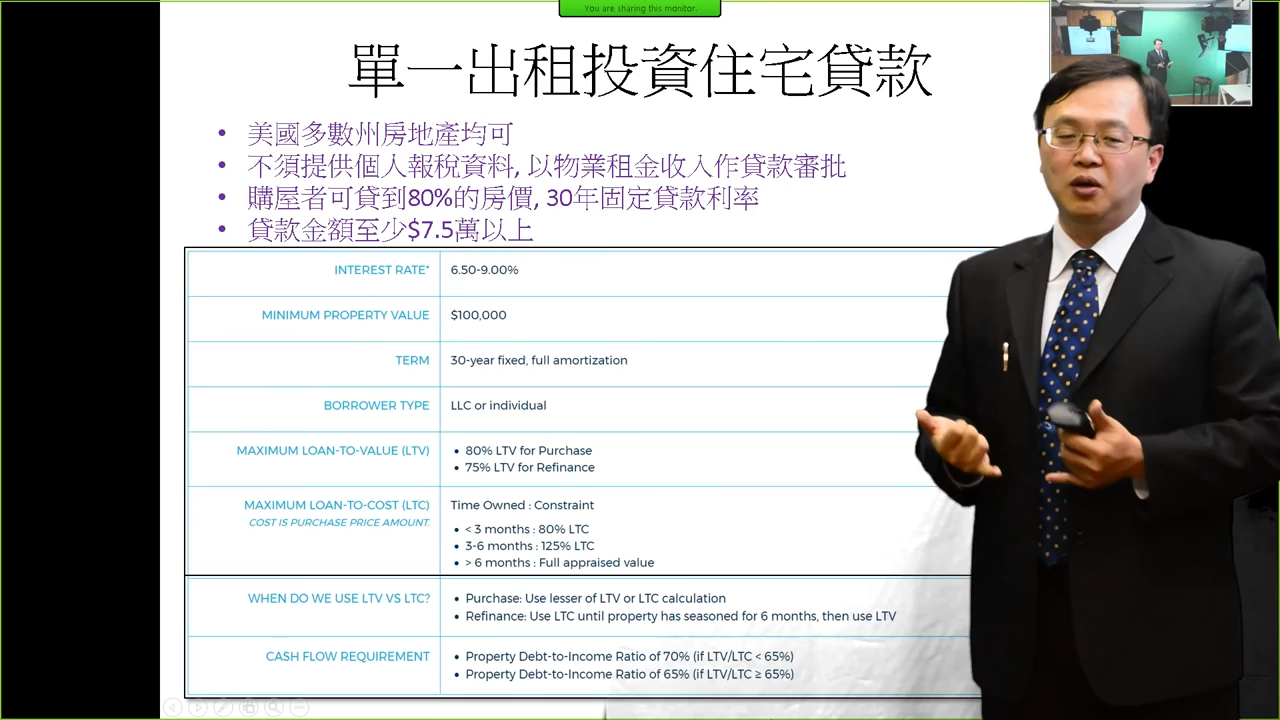 You are sharing this monitor.
單一出租投資住宅貸款
• 美國多數州房地產均可
• 不須提供個人報稅資料, 以物業租金收入作貸款審批
• 購屋者可貸到80%的房價, 30年固定貸款利率
• 貸款金額至少$7.5萬以上
INTEREST RATE* 6.50-9.00%
MINIMUM PROPERTY VALUE $100,000
TERM 30-year fixed, full amortization
BORROWER TYPE LLC or individual
MAXIMUM LOAN-TO-VALUE (LTV) • 80% LTV for Purchase
• 75% LTV for Refinance
MAXIMUM LOAN-TO-COST (LTC) Time Owned : Constraint
COST IS PURCHASE PRICE AMOUNT.
• < 3 months : 80% LTC
• 3-6 months : 125% LTC
• > 6 months : Full appraised value
WHEN DO WE USE LTV VS LTC? • Purchase: Use lesser of LTV or LTC calculation
• Refinance: Use LTC until property has seasoned for 6 months, then use LTV
CASH FLOW REQUIREMENT • Property Debt-to-Income Ratio of 70% (if LTV/LTC < 65%)
• Property Debt-to-Income Ratio of 65% (if LTV/LTC ≥ 65%)